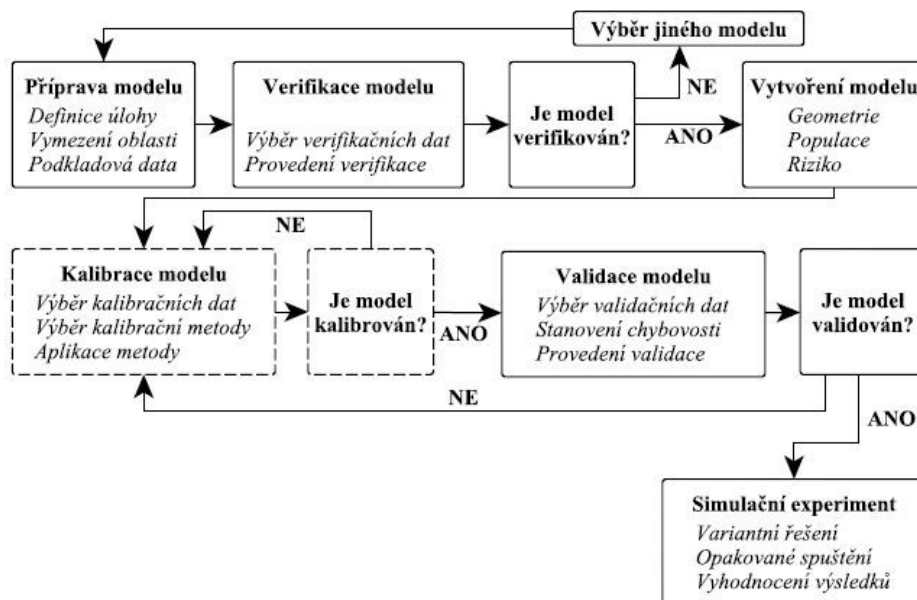 Výběr jiného modelu
Příprava modelu
Definice úlohy
Vymezení oblasti
Podkladová data
Verifikace modelu
Výběr verifikačních dat
Provedení verifikace
Je model
verifikován?
NE
ANO
Vytvoření modelu
Geometrie
Populace
Riziko
NE
Kalibrace modelu
Výběr kalibračních dat
Výběr kalibrační metody
Aplikace metody
Je model
kalibrován?
ANO
Validace modelu
Výběr validačních dat
Stanovení chybovosti
Provedení validace
Je model
validován?
NE
ANO
Simulační experiment
Variantní řešení
Opakované spuštění
Vyhodnocení výsledků